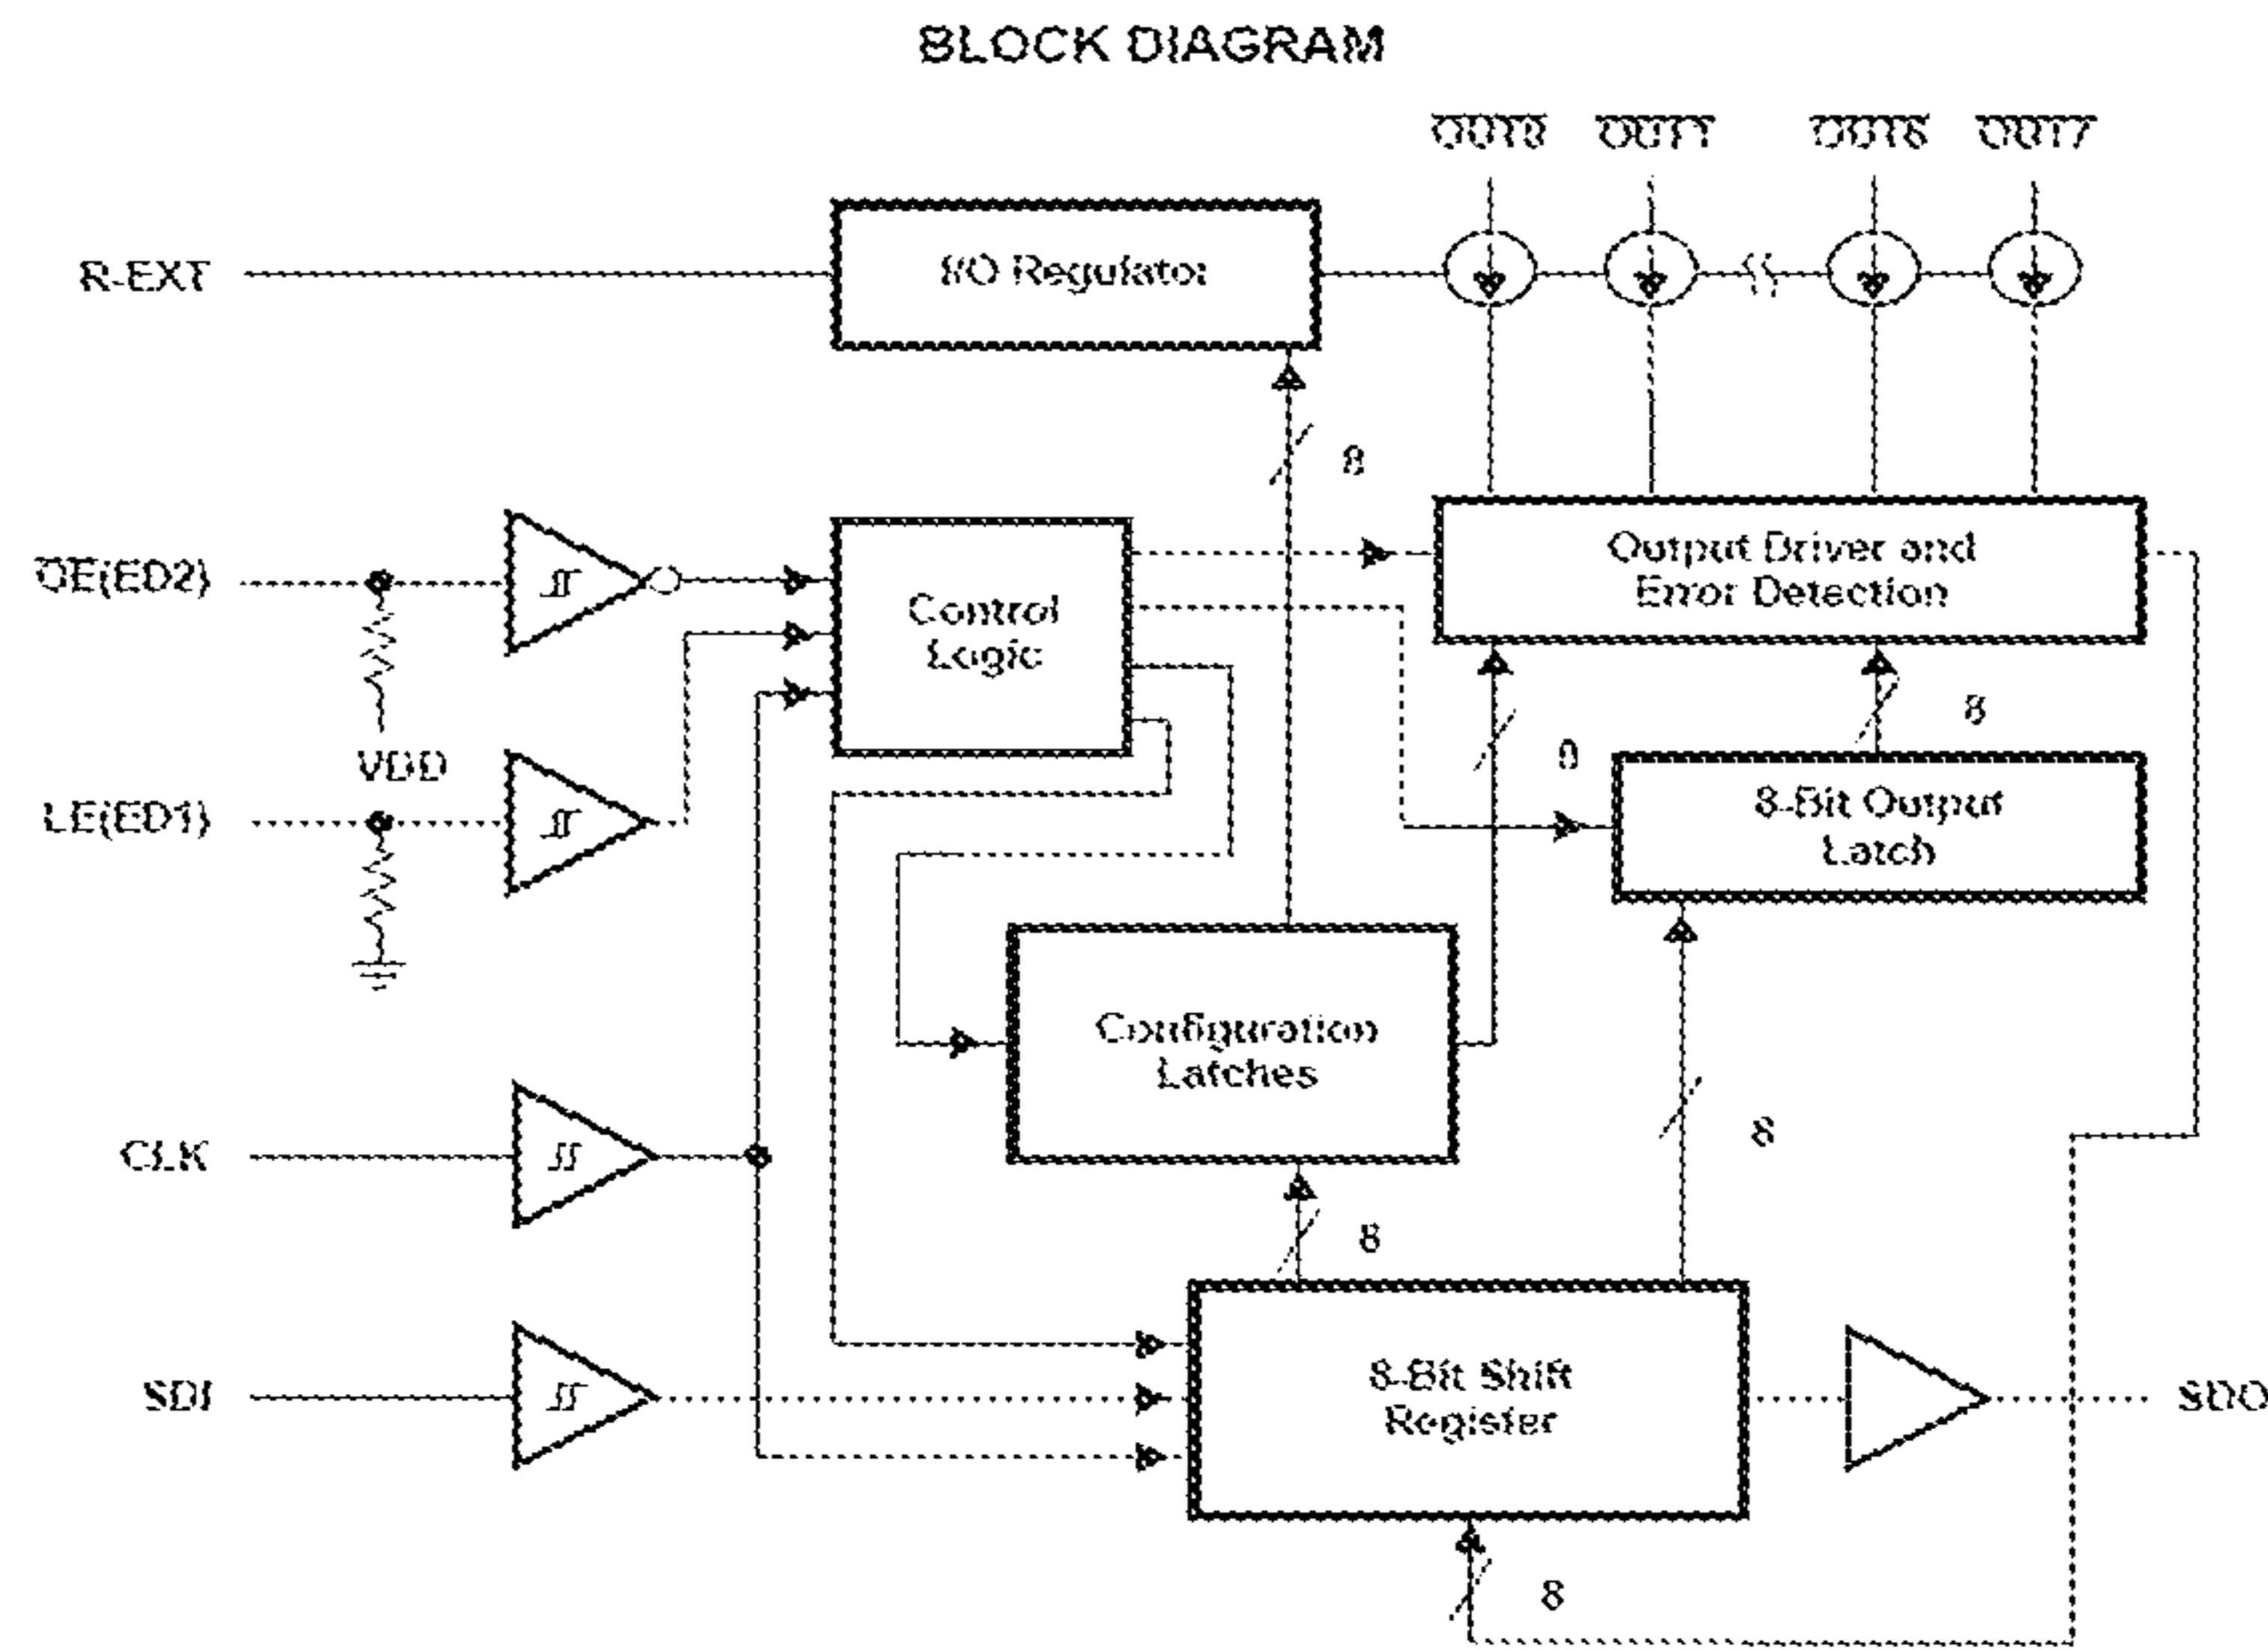 BLOCK DIAGRAM
OUT0 OUT1 OUT6 OUT7
R-EXT
I/O Regulator
8
OE(ED2)
Control
Logic
Output Driver and
Error Detection
VDD
8
8
LE(ED1)
8-Bit Output
Latch
Configuration
Latches
CLK
8
8
SDI
8-Bit Shift
Register
SDO
8